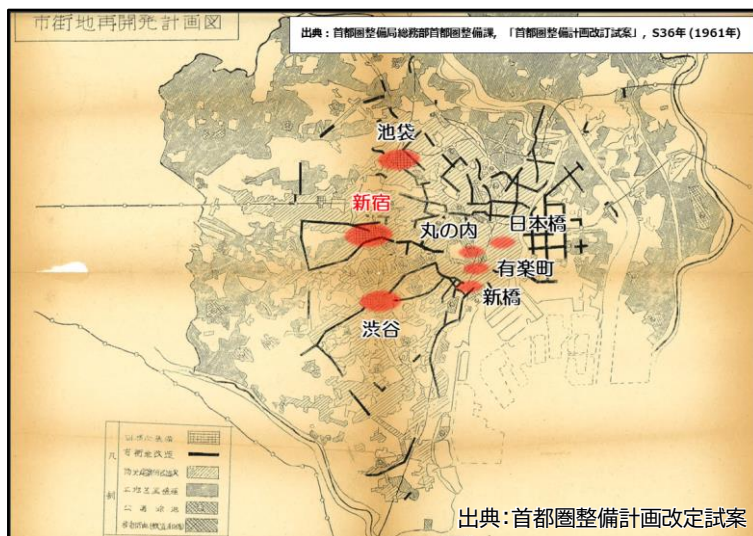 市街地再開発計画図
出典：首都圏整備局総務部首都圏整備課, 「首都圏整備計画改訂試案」, S36年 (1961年)
池袋
新宿
丸の内
日本橋
有楽町
新橋
渋谷
凡例
出典：首都圏整備計画改定試案